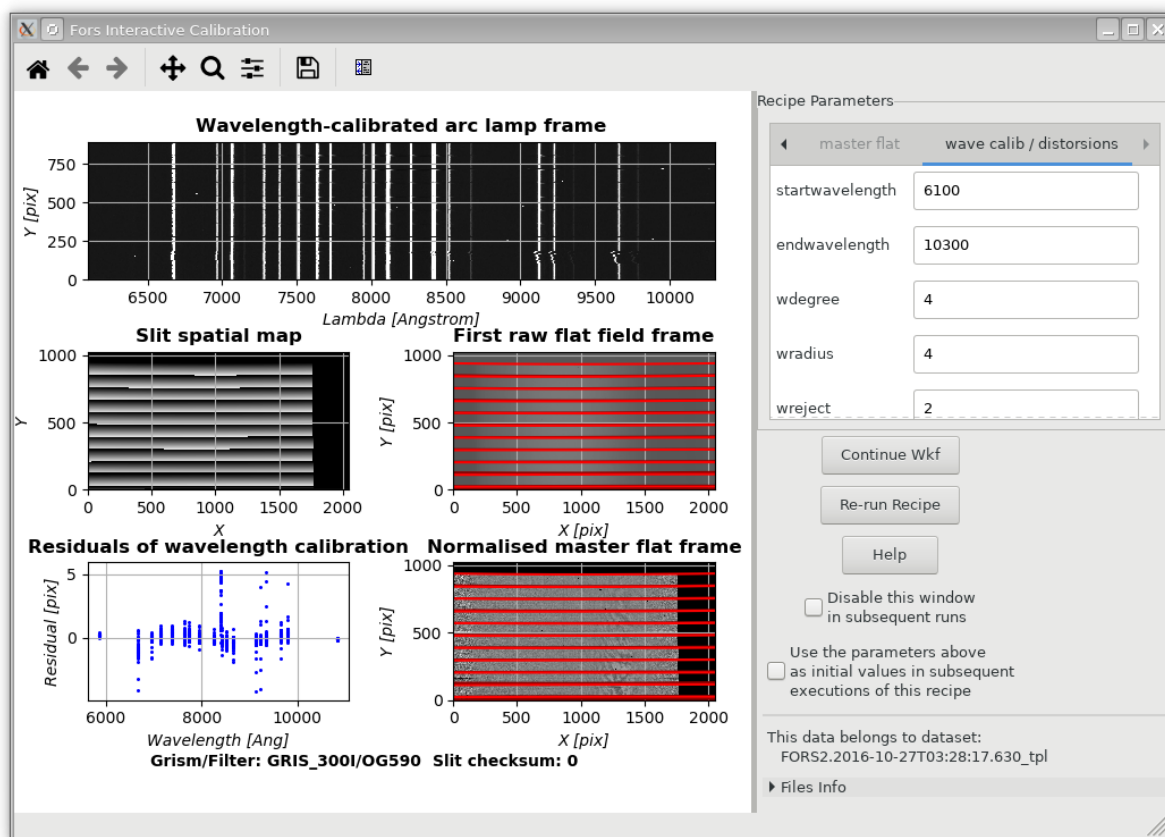 Fors Interactive Calibration
Recipe Parameters
master flat
wave calib / distorsions
startwavelength 6100
endwavelength 10300
wdegree 4
wradius 4
wreject 2
Continue Wkf
Re-run Recipe
Help
Disable this window
in subsequent runs
Use the parameters above
as initial values in subsequent
executions of this recipe
This data belongs to dataset:
FORS2.2016-10-27T03:28:17.630_tpl
Files Info
Wavelength-calibrated arc lamp frame
Y [pix]
750
500
250
0
6500 7000 7500 8000 8500 9000 9500 10000
Lambda [Angstrom]
Slit spatial map
Y
1000
500
0
0 500 1000 1500 2000
X
First raw flat field frame
Y [pix]
1000
500
0
0 500 1000 1500 2000
X [pix]
Residuals of wavelength calibration
Residual [pix]
5
0
6000 8000 10000
Wavelength [Ang]
Normalised master flat frame
Y [pix]
1000
500
0
0 500 1000 1500 2000
X [pix]
Grism/Filter: GRIS_300I/OG590 Slit checksum: 0